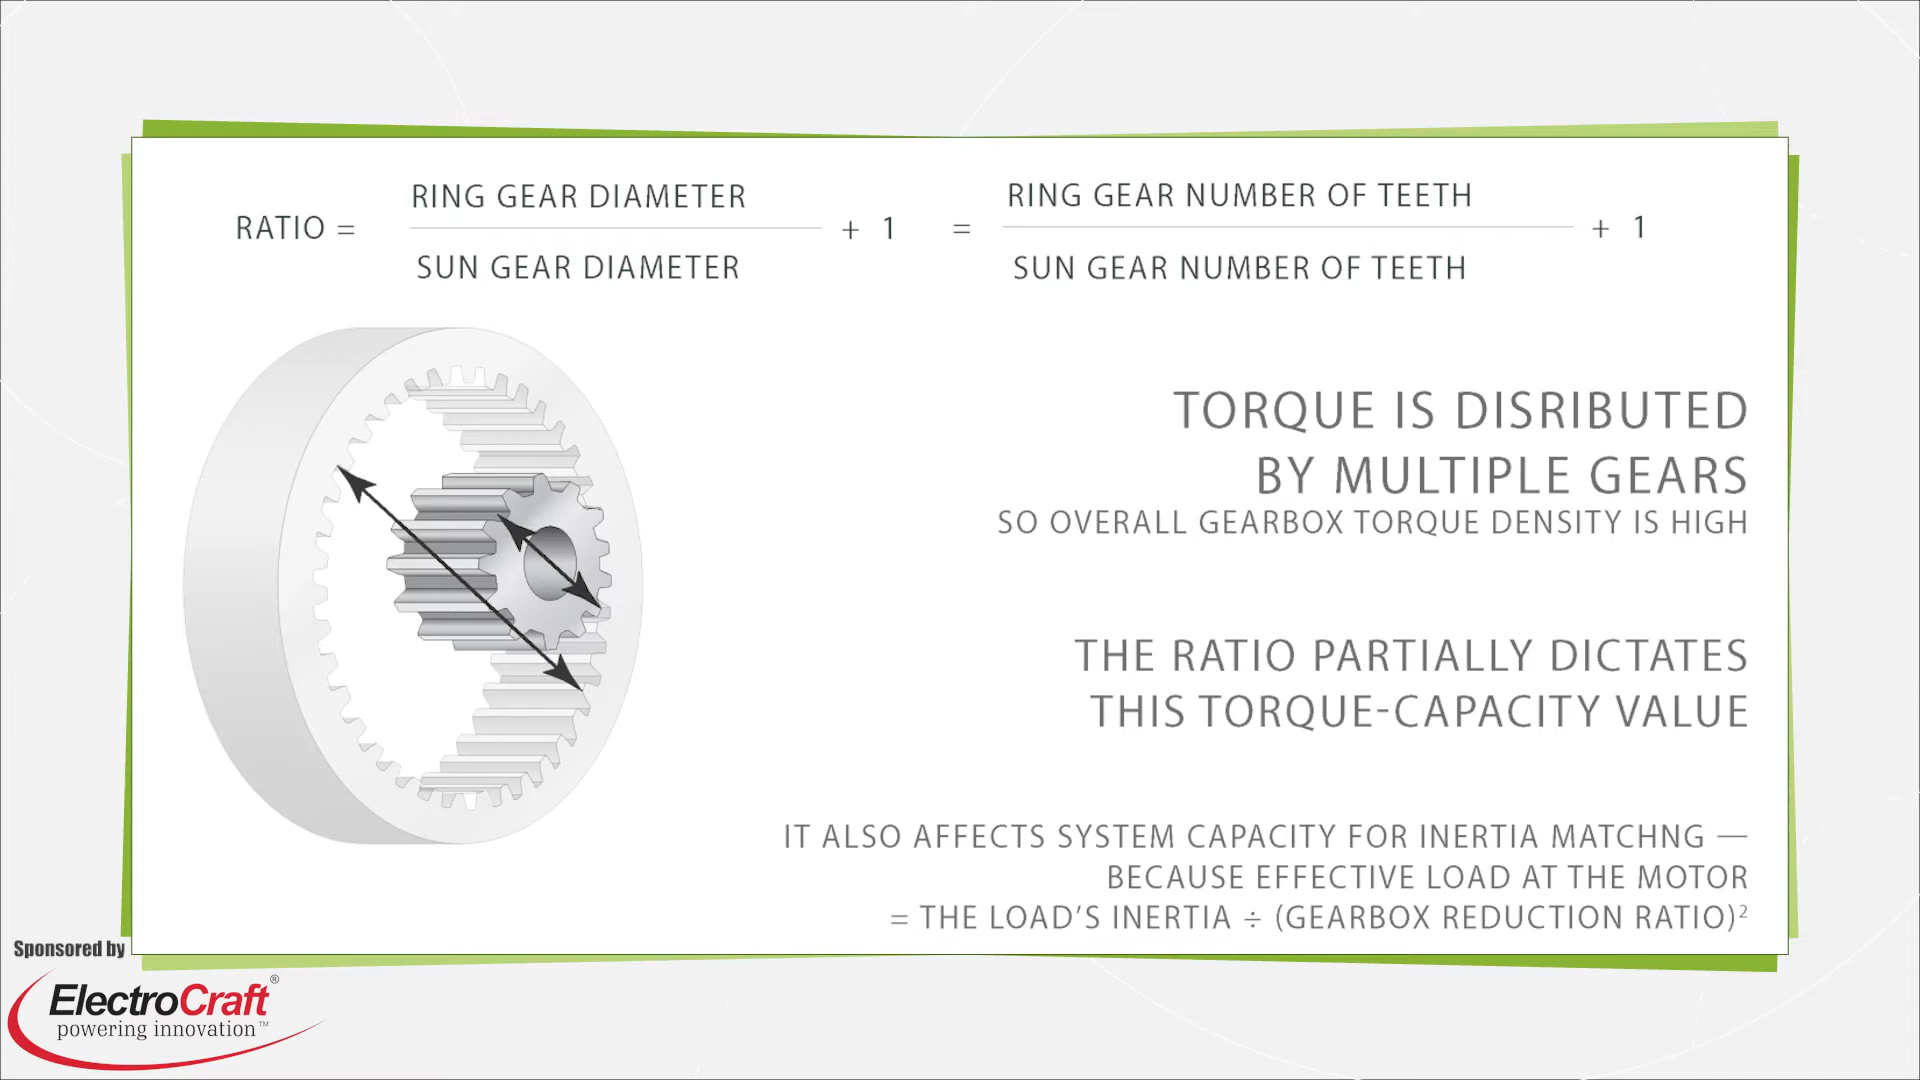 RATIO = RING GEAR DIAMETER / SUN GEAR DIAMETER + 1 = RING GEAR NUMBER OF TEETH / SUN GEAR NUMBER OF TEETH + 1
TORQUE IS DISRIBUTED
BY MULTIPLE GEARS
SO OVERALL GEARBOX TORQUE DENSITY IS HIGH
THE RATIO PARTIALLY DICTATES
THIS TORQUE-CAPACITY VALUE
IT ALSO AFFECTS SYSTEM CAPACITY FOR INERTIA MATCHNG —
BECAUSE EFFECTIVE LOAD AT THE MOTOR
= THE LOAD’S INERTIA ÷ (GEARBOX REDUCTION RATIO)²
Sponsored by
ElectroCraft®
powering innovation™